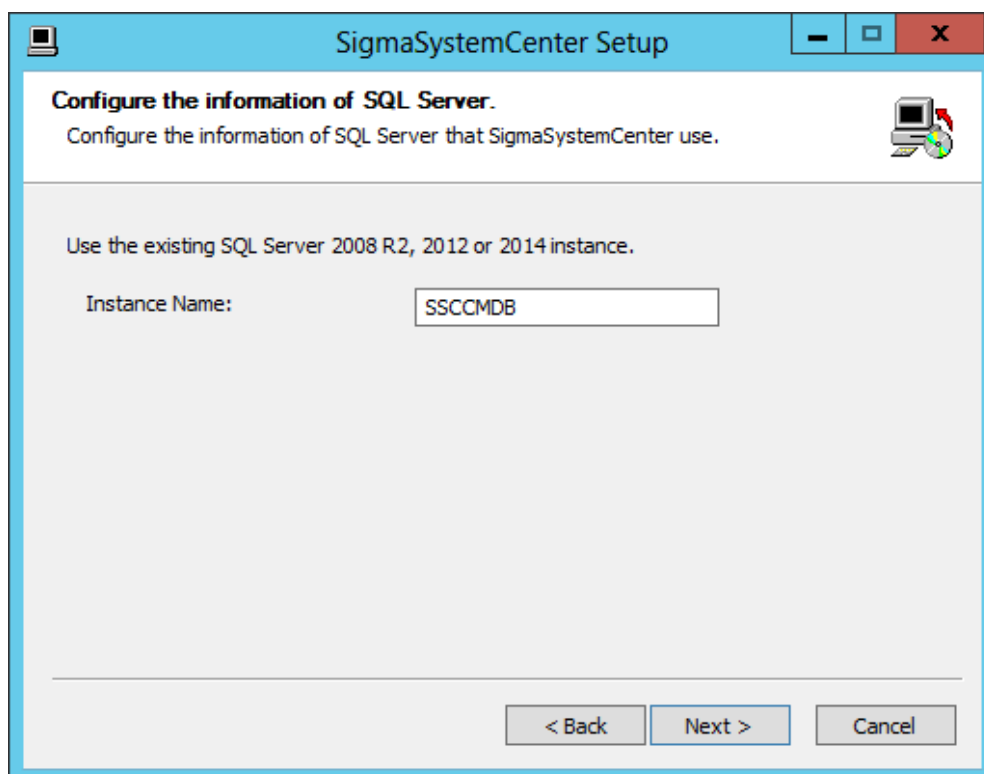 SigmaSystemCenter Setup
Configure the information of SQL Server.
Configure the information of SQL Server that SigmaSystemCenter use.
Use the existing SQL Server 2008 R2, 2012 or 2014 instance.
Instance Name: SSCCMDB
< Back Next > Cancel